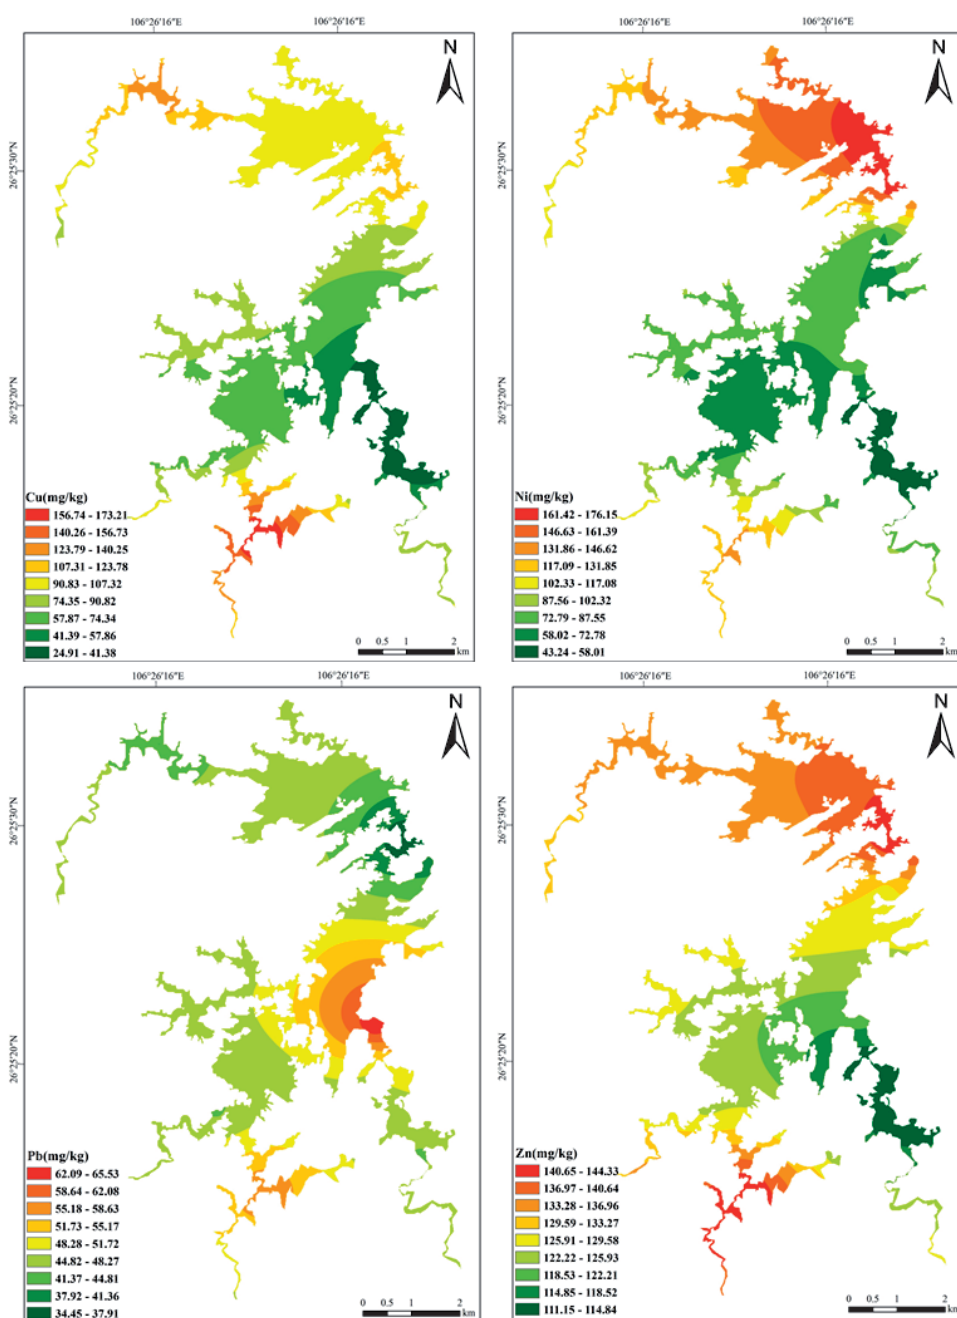 106°26'16"E
106°26'16"E
N
26°25'30"N
26°25'20"N
Cu(mg/kg)
156.74 - 173.21
140.26 - 156.73
123.79 - 140.25
107.31 - 123.78
90.83 - 107.32
74.35 - 90.82
57.87 - 74.34
41.39 - 57.86
24.91 - 41.38
0 0.5 1 2
km
106°26'16"E
106°26'16"E
N
26°25'30"N
26°25'20"N
Ni(mg/kg)
161.42 - 176.15
146.63 - 161.39
131.86 - 146.62
117.09 - 131.85
102.33 - 117.08
87.56 - 102.32
72.79 - 87.55
58.02 - 72.78
43.24 - 58.01
0 0.5 1 2
km
106°26'16"E
106°26'16"E
N
26°25'30"N
26°25'20"N
Pb(mg/kg)
62.09 - 65.53
58.64 - 62.08
55.18 - 58.63
51.73 - 55.17
48.28 - 51.72
44.82 - 48.27
41.37 - 44.81
37.92 - 41.36
34.45 - 37.91
0 0.5 1 2
km
106°26'16"E
106°26'16"E
N
26°25'30"N
26°25'20"N
Zn(mg/kg)
140.65 - 144.33
136.97 - 140.64
133.28 - 136.96
129.59 - 133.27
125.91 - 129.58
122.22 - 125.93
118.53 - 122.21
114.85 - 118.52
111.15 - 114.84
0 0.5 1 2
km